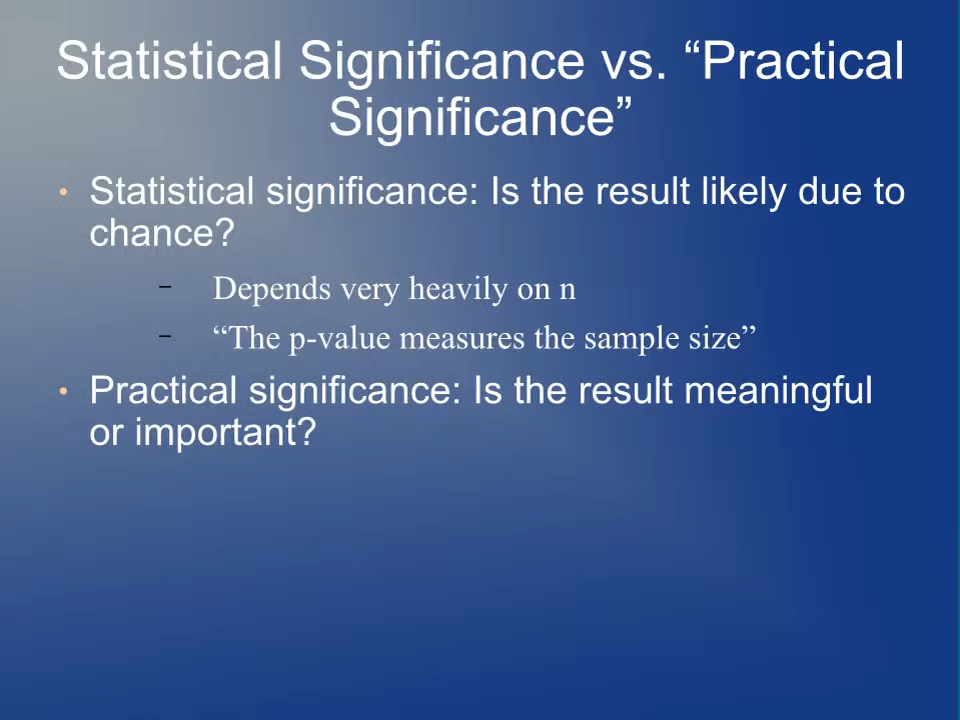 Statistical Significance vs. “Practical
Significance”
• Statistical significance: Is the result likely due to
chance?
– Depends very heavily on n
– “The p-value measures the sample size”
• Practical significance: Is the result meaningful
or important?